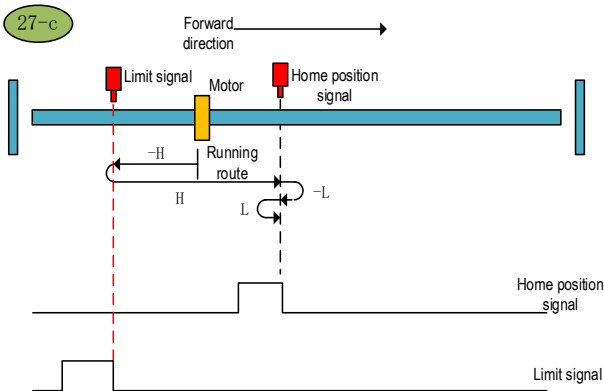 27-c
Forward
direction
Limit signal
Home position
signal
Motor
-H
Running
route
H
-L
L
Home position
signal
Limit signal